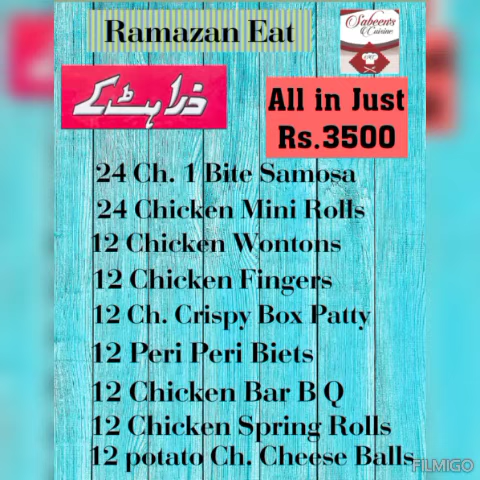 Ramazan Eat
Sabeen's
Cuisine
ذرا ہٹ کے
All in Just
Rs.3500
24 Ch. 1 Bite Samosa
24 Chicken Mini Rolls
12 Chicken Wontons
12 Chicken Fingers
12 Ch. Crispy Box Patty
12 Peri Peri Biets
12 Chicken Bar B Q
12 Chicken Spring Rolls
12 potato Ch. Cheese Balls
FILMIGO